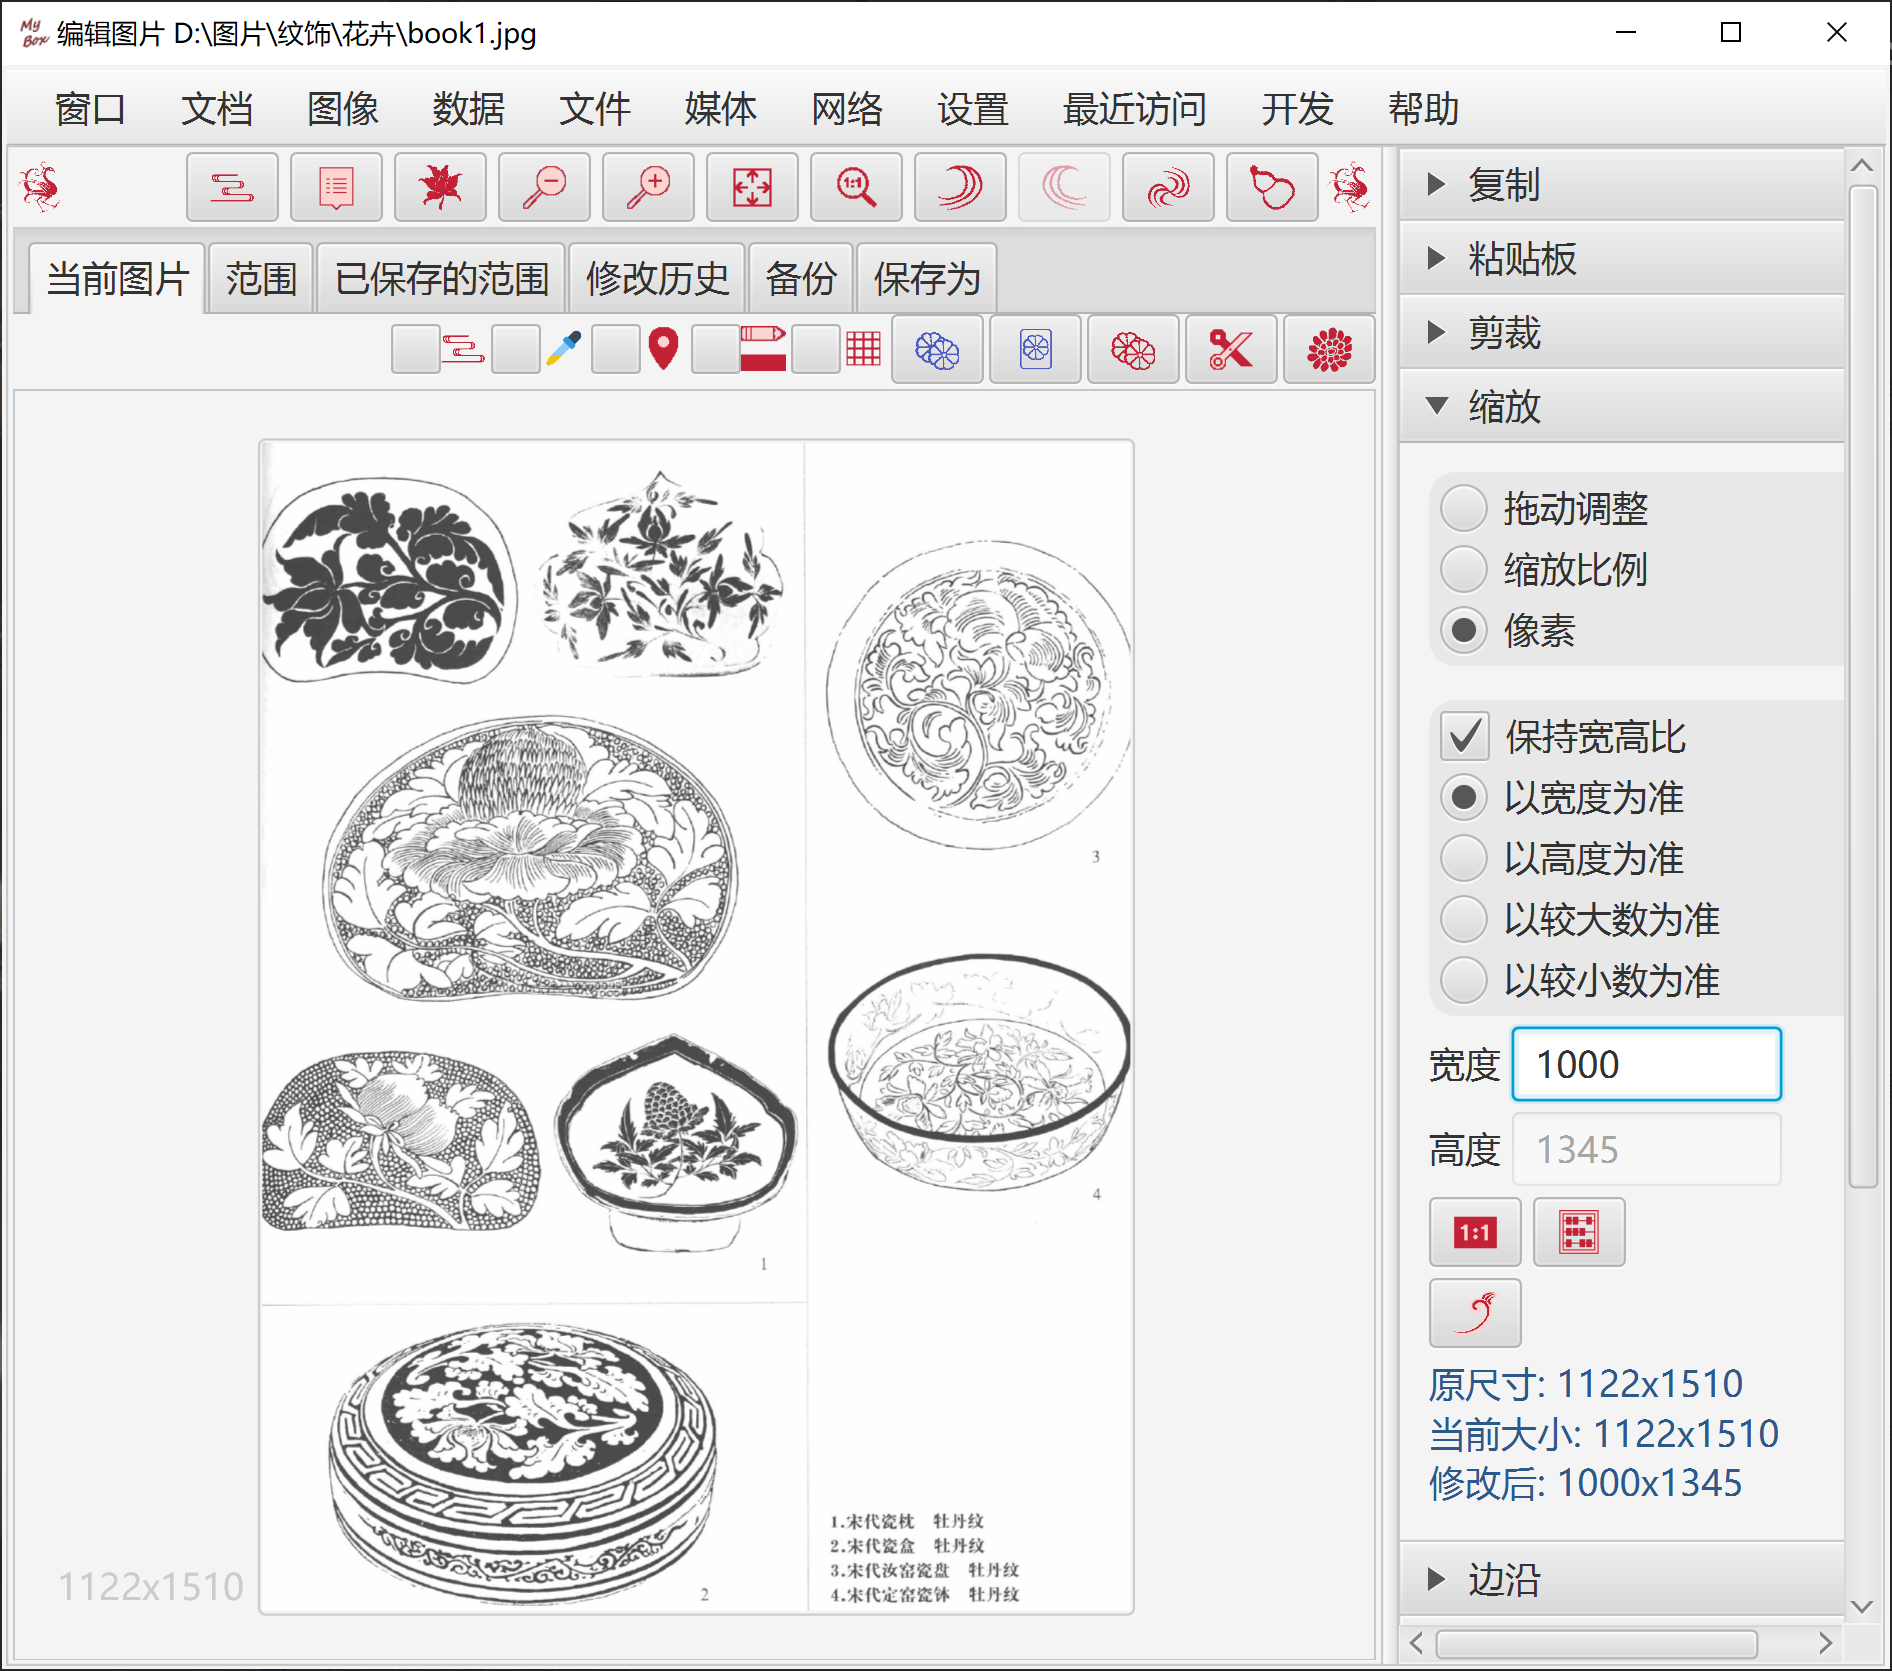 My Box 编辑图片 D:\图片\纹饰\花卉\book1.jpg
窗口 文档 图像 数据 文件 媒体 网络 设置 最近访问 开发 帮助
1:1
当前图片 范围 已保存的范围 修改历史 备份 保存为
3
4
1
2
1.宋代瓷枕 牡丹纹
2.宋代瓷盒 牡丹纹
3.宋代汝窑瓷盘 牡丹纹
4.宋代定窑瓷钵 牡丹纹
1122x1510
复制
粘贴板
剪裁
缩放
拖动调整
缩放比例
像素
保持宽高比
以宽度为准
以高度为准
以较大数为准
以较小数为准
宽度 1000
高度 1345
1:1
原尺寸: 1122x1510
当前大小: 1122x1510
修改后: 1000x1345
边沿